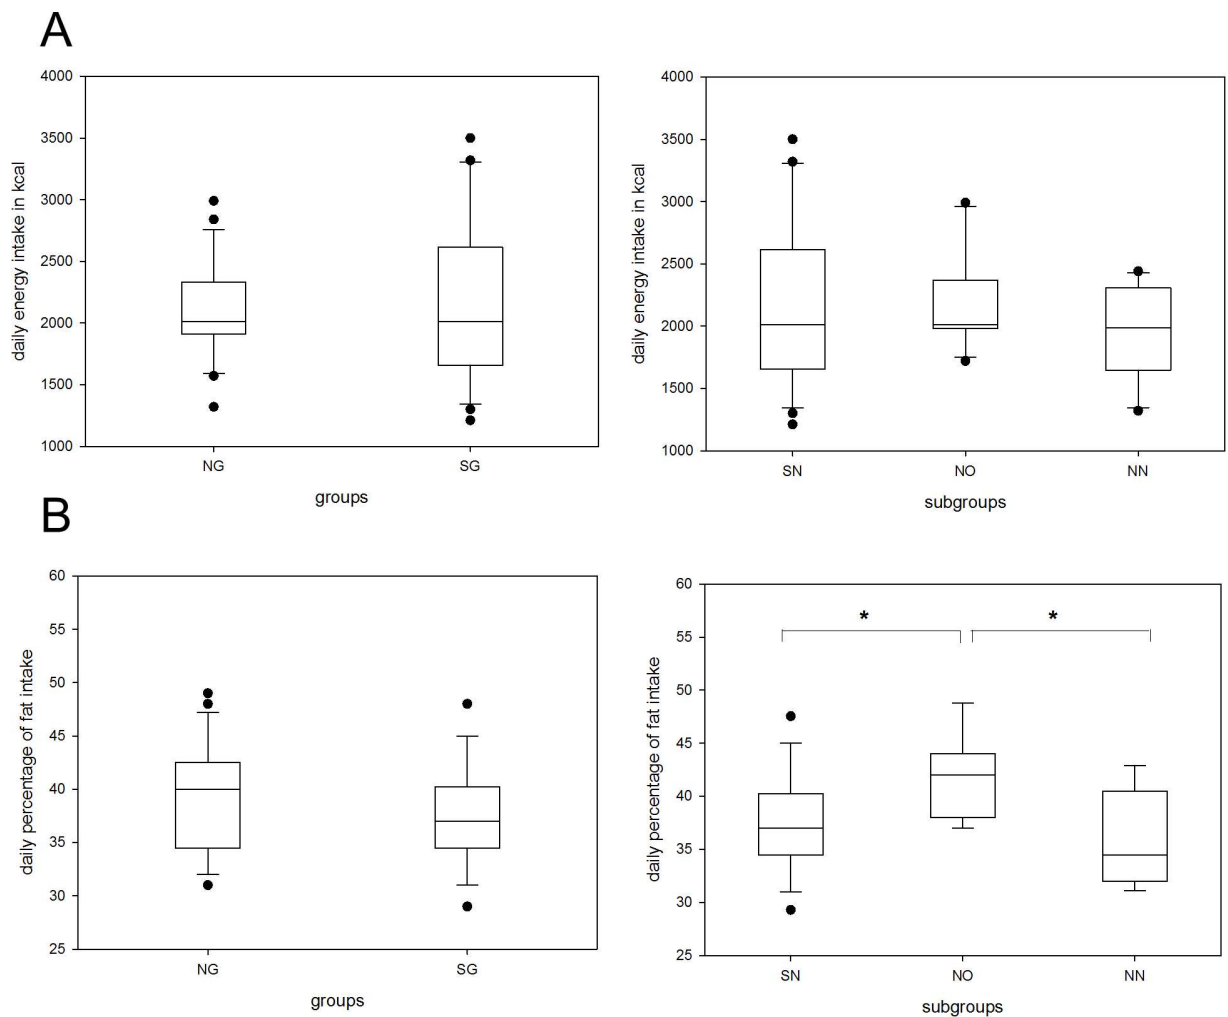 A
daily energy intake in kcal
4000
3500
3000
2500
2000
1500
1000
NG SG
groups
daily energy intake in kcal
4000
3500
3000
2500
2000
1500
1000
SN NO NN
subgroups
B
daily percentage of fat intake
60
55
50
45
40
35
30
25
NG SG
groups
daily percentage of fat intake
60
55
50
45
40
35
30
25
* *
SN NO NN
subgroups